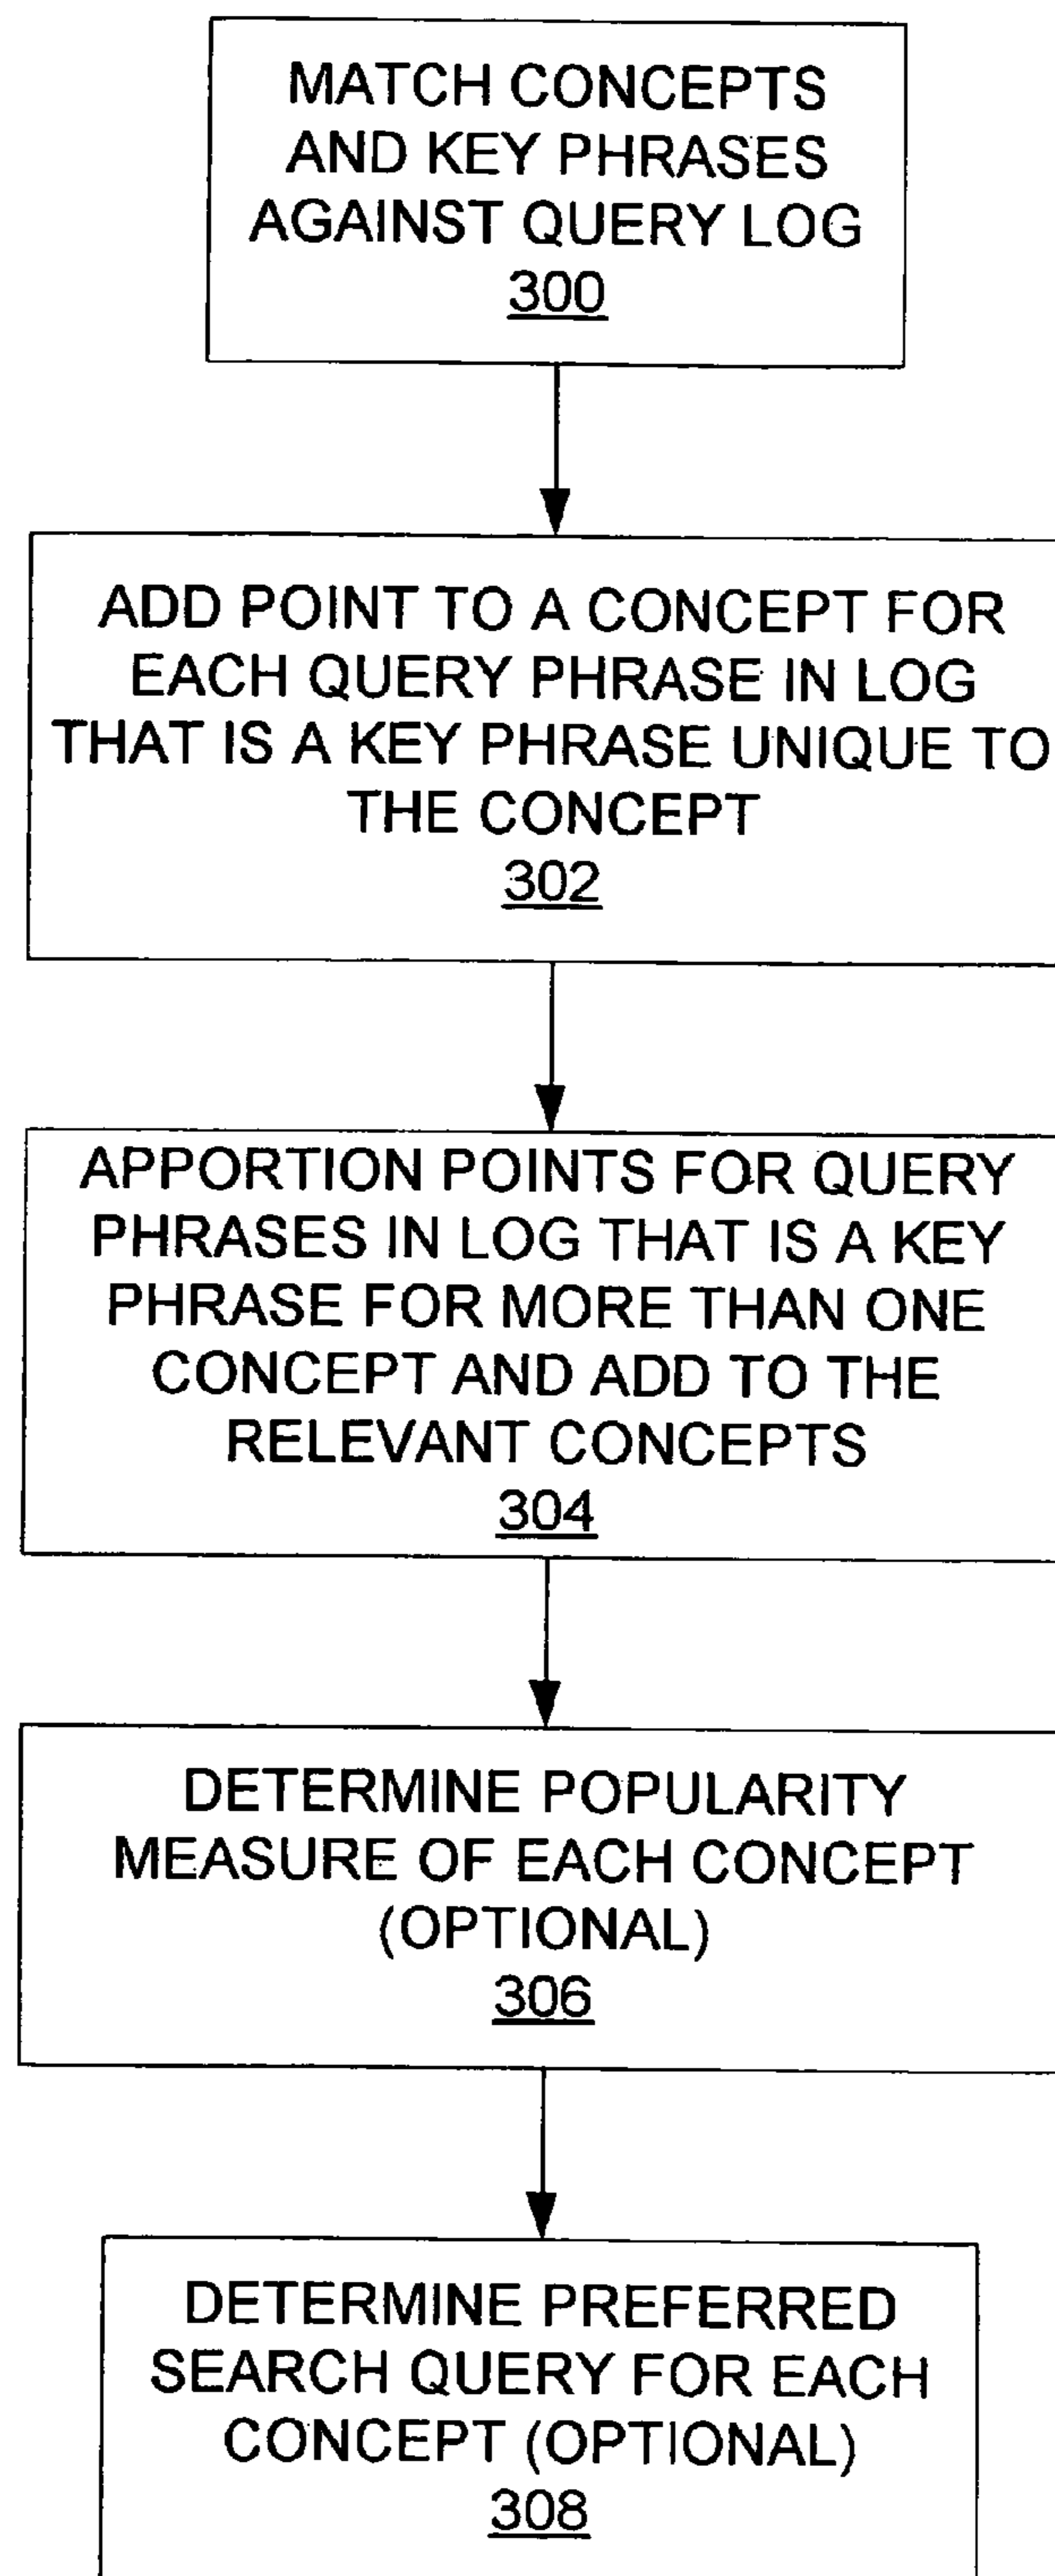 MATCH CONCEPTS
AND KEY PHRASES
AGAINST QUERY LOG
300
ADD POINT TO A CONCEPT FOR
EACH QUERY PHRASE IN LOG
THAT IS A KEY PHRASE UNIQUE TO
THE CONCEPT
302
APPORTION POINTS FOR QUERY
PHRASES IN LOG THAT IS A KEY
PHRASE FOR MORE THAN ONE
CONCEPT AND ADD TO THE
RELEVANT CONCEPTS
304
DETERMINE POPULARITY
MEASURE OF EACH CONCEPT
(OPTIONAL)
306
DETERMINE PREFERRED
SEARCH QUERY FOR EACH
CONCEPT (OPTIONAL)
308